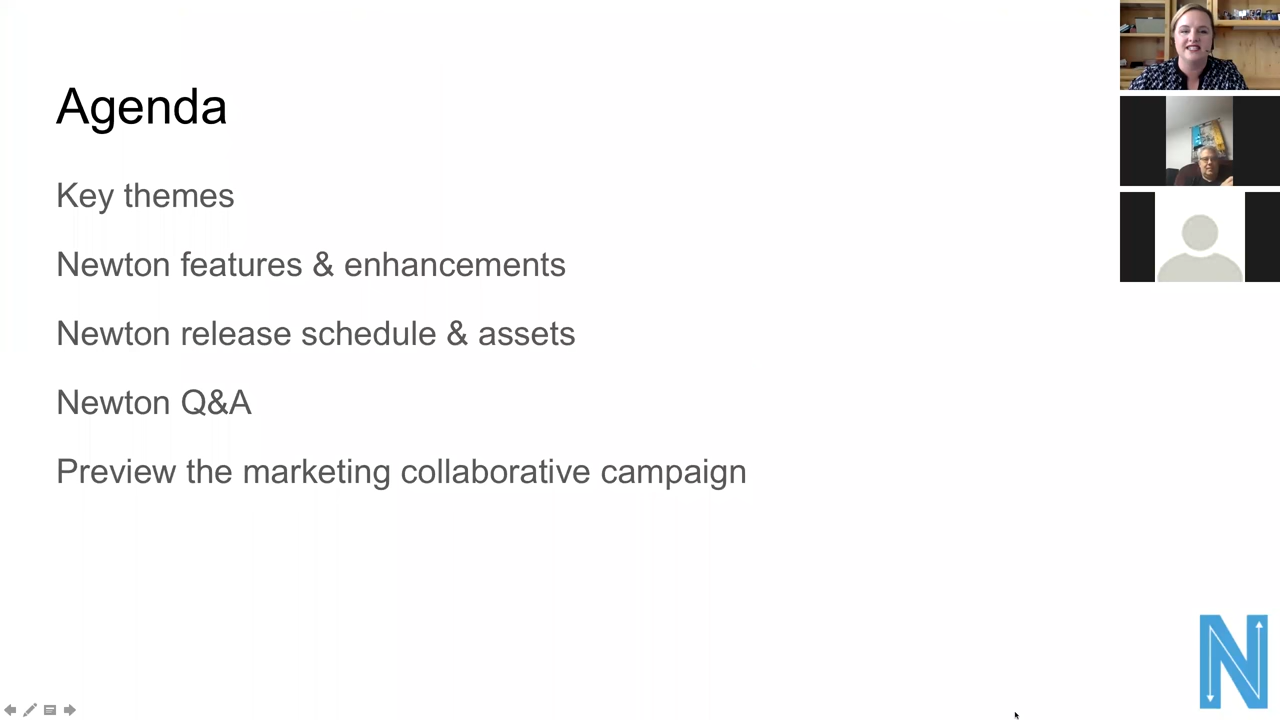 Agenda
Key themes
Newton features & enhancements
Newton release schedule & assets
Newton Q&A
Preview the marketing collaborative campaign
N